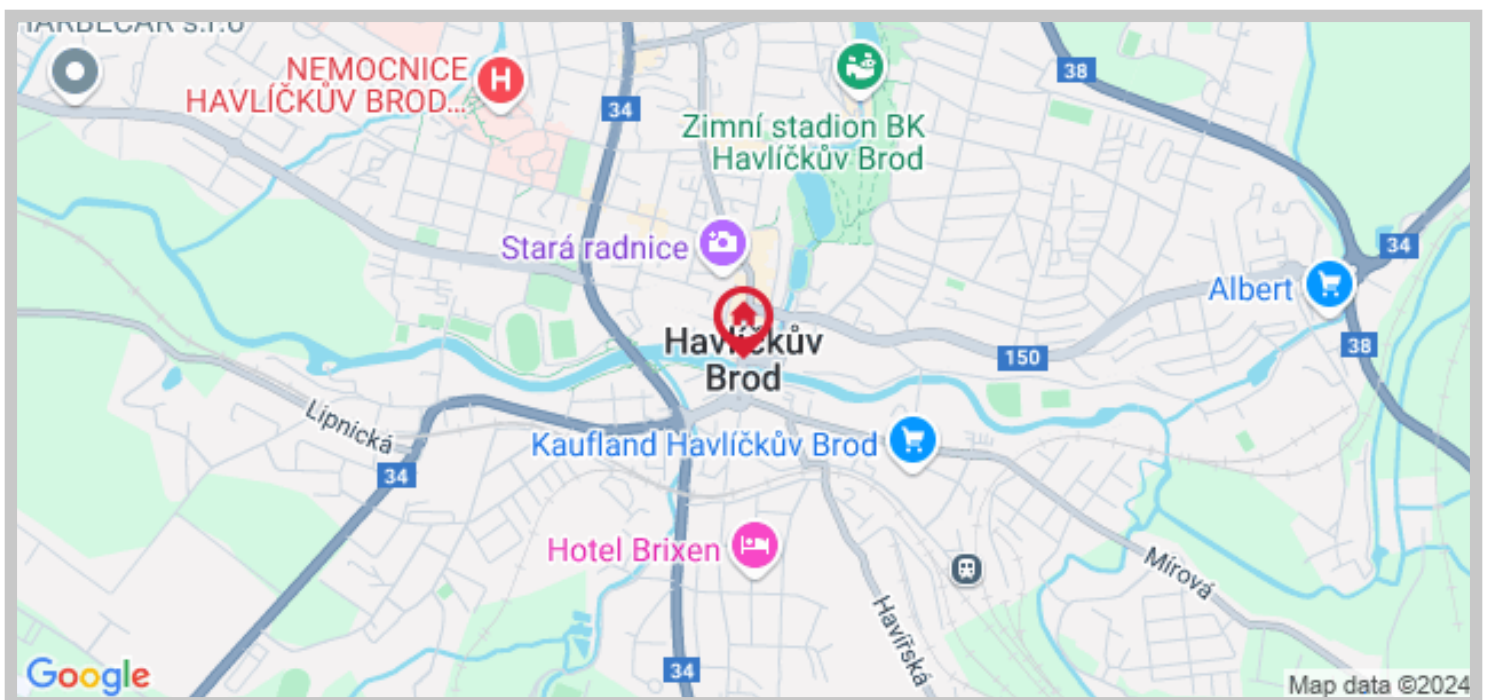 NEMOCNICE
HAVLÍČKŮV BROD...
H
34
38
Zimní stadion BK
Havlíčkův Brod
Stará radnice
34
Albert
Havlíčkův
Brod
150
38
Lipnická
Kaufland Havlíčkův Brod
34
Hotel Brixen
Mírová
Havířská
34
Google
Map data ©2024